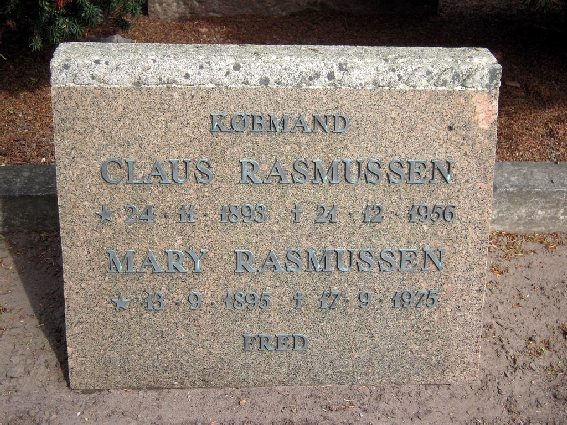 KØBMAND
CLAUS RASMUSSEN
* 24 · 11 · 1893 † 21 · 12 · 1956
MARY RASMUSSEN
* 13 · 9 · 1895 † 17 · 9 · 1975
FRED